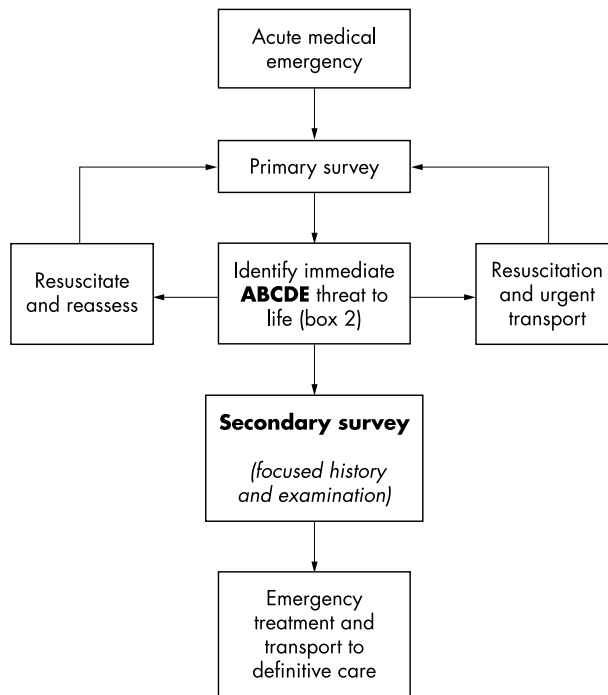 Acute medical
emergency
Primary survey
Resuscitate
and reassess
Identify immediate
ABCDE threat to
life (box 2)
Resuscitation
and urgent
transport
Secondary survey
(focused history
and examination)
Emergency
treatment and
transport to
definitive care